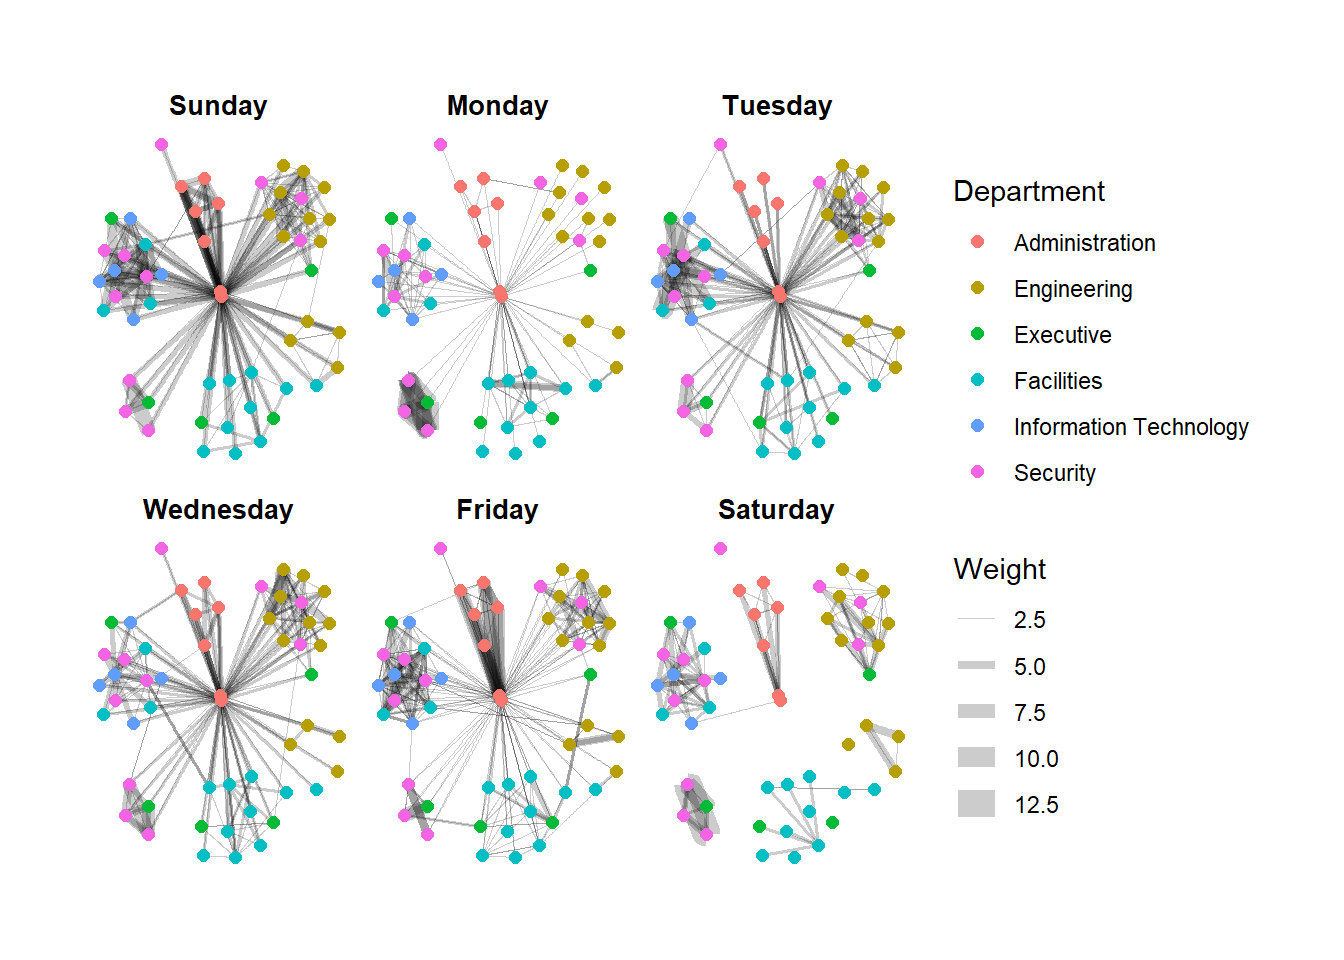 Sunday
Monday
Tuesday
Wednesday
Friday
Saturday
Department
Administration
Engineering
Executive
Facilities
Information Technology
Security
Weight
2.5
5.0
7.5
10.0
12.5